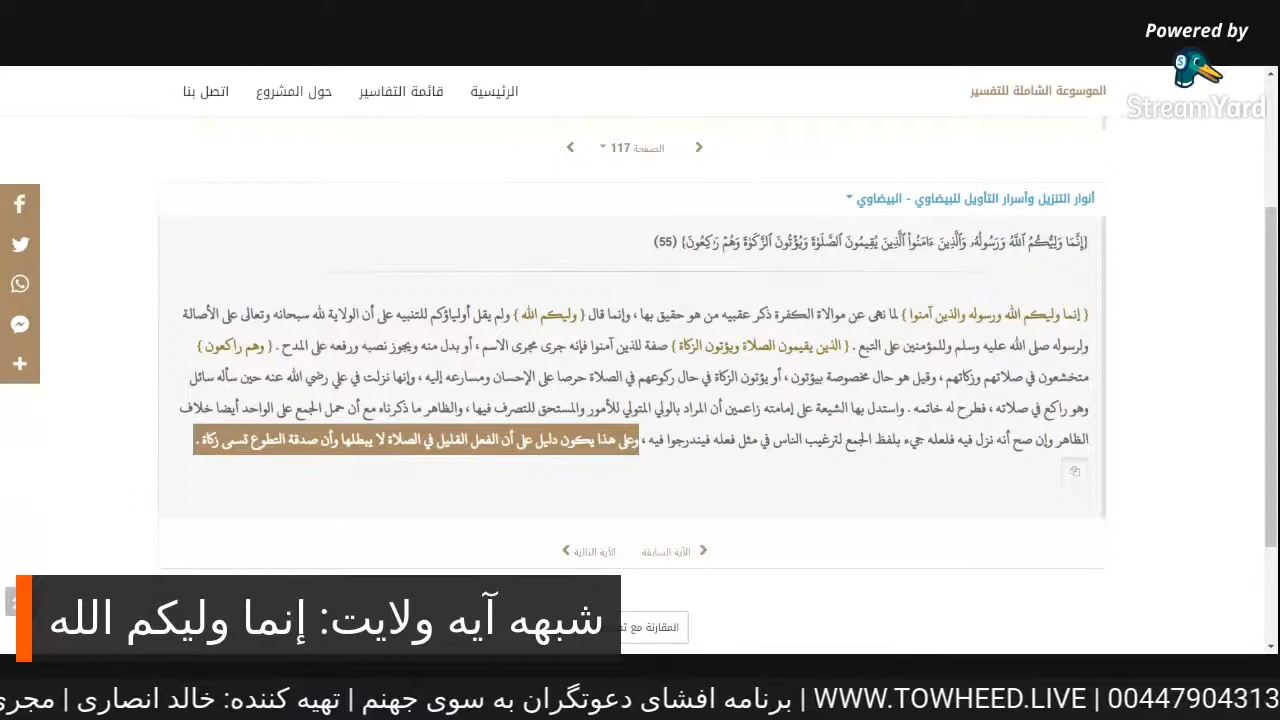 Powered by
StreamYard
الموسوعة الشاملة للتفسير
الرئيسية
قائمة التفاسير
حول المشروع
اتصل بنا
الصفحة 117
أنوار التنزيل وأسرار التأويل للبيضاوي - البيضاوي
{إِنَّمَا وَلِيُّكُمُ ٱللَّهُ وَرَسُولُهُۥ وَٱلَّذِينَ ءَامَنُواْ ٱلَّذِينَ يُقِيمُونَ ٱلصَّلَوٰةَ وَيُؤۡتُونَ ٱلزَّكَوٰةَ وَهُمۡ رَٰكِعُونَ} (55)
{ إنما وليكم الله ورسوله والذين آمنوا } لما نهى عن موالاة الكفرة ذكر عقيبه من هو حقيق بها ، وإنما قال { وليكم الله } ولم يقل أولياؤكم للتنبيه على أن الولاية لله سبحانه وتعالى على الأصالة
ولرسوله صلى الله عليه وسلم وللمؤمنين على التبع . { الذين يقيمون الصلاة ويؤتون الزكاة } صفة للذين آمنوا فإنه جرى مجرى الاسم ، أو بدل منه ويجوز نصبه ورفعه على المدح . { وهم راكعون }
متخشعون في صلاتهم وزكاتهم ، وقيل هو حال مخصوصة بيؤتون ، أو يؤتون الزكاة في حال ركوعهم في الصلاة حرصا على الإحسان ومسارعه إليه ، وإنها نزلت في علي رضي الله عنه حين سأله سائل
وهو راكع في صلاته ، فطرح له خاتمه . واستدل بها الشيعة على إمامته زاعمين أن المراد بالولي المتولي للأمور والمستحق للتصرف فيها ، والظاهر ما ذكرناه مع أن حمل الجمع على الواحد أيضا خلاف
الظاهر وإن صح أنه نزل فيه فلعله جيء بلفظ الجمع لترغيب الناس في مثل فعله فيندرجوا فيه ، وعلى هذا يكون دليل على أن الفعل القليل في الصلاة لا يبطلها وأن صدقة التطوع تسمى زكاة .
الآية السابقة
الآية التالية
المقارنة مع
شبهه آیه ولایت: إنما وليكم الله
WWW.TOWHEED.LIVE | 00447904313 | برنامه افشای دعوتگران به سوی جهنم | تهیه کننده: خالد انصاری | مجری